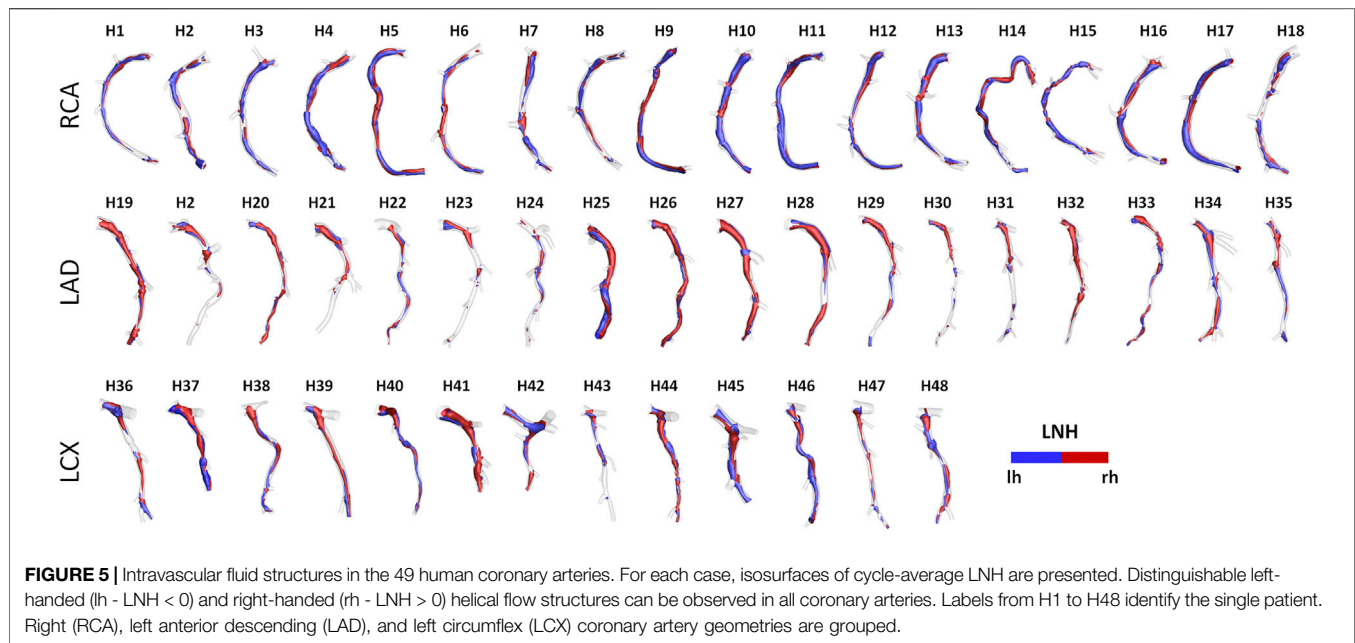 H1 H2 H3 H4 H5 H6 H7 H8 H9 H10 H11 H12 H13 H14 H15 H16 H17 H18
RCA
H19 H2 H20 H21 H22 H23 H24 H25 H26 H27 H28 H29 H30 H31 H32 H33 H34 H35
LAD
H36 H37 H38 H39 H40 H41 H42 H43 H44 H45 H46 H47 H48
LCX
LNH
lh rh
FIGURE 5 | Intravascular fluid structures in the 49 human coronary arteries. For each case, isosurfaces of cycle-average LNH are presented. Distinguishable left-
handed (lh - LNH < 0) and right-handed (rh - LNH > 0) helical flow structures can be observed in all coronary arteries. Labels from H1 to H48 identify the single patient.
Right (RCA), left anterior descending (LAD), and left circumflex (LCX) coronary artery geometries are grouped.